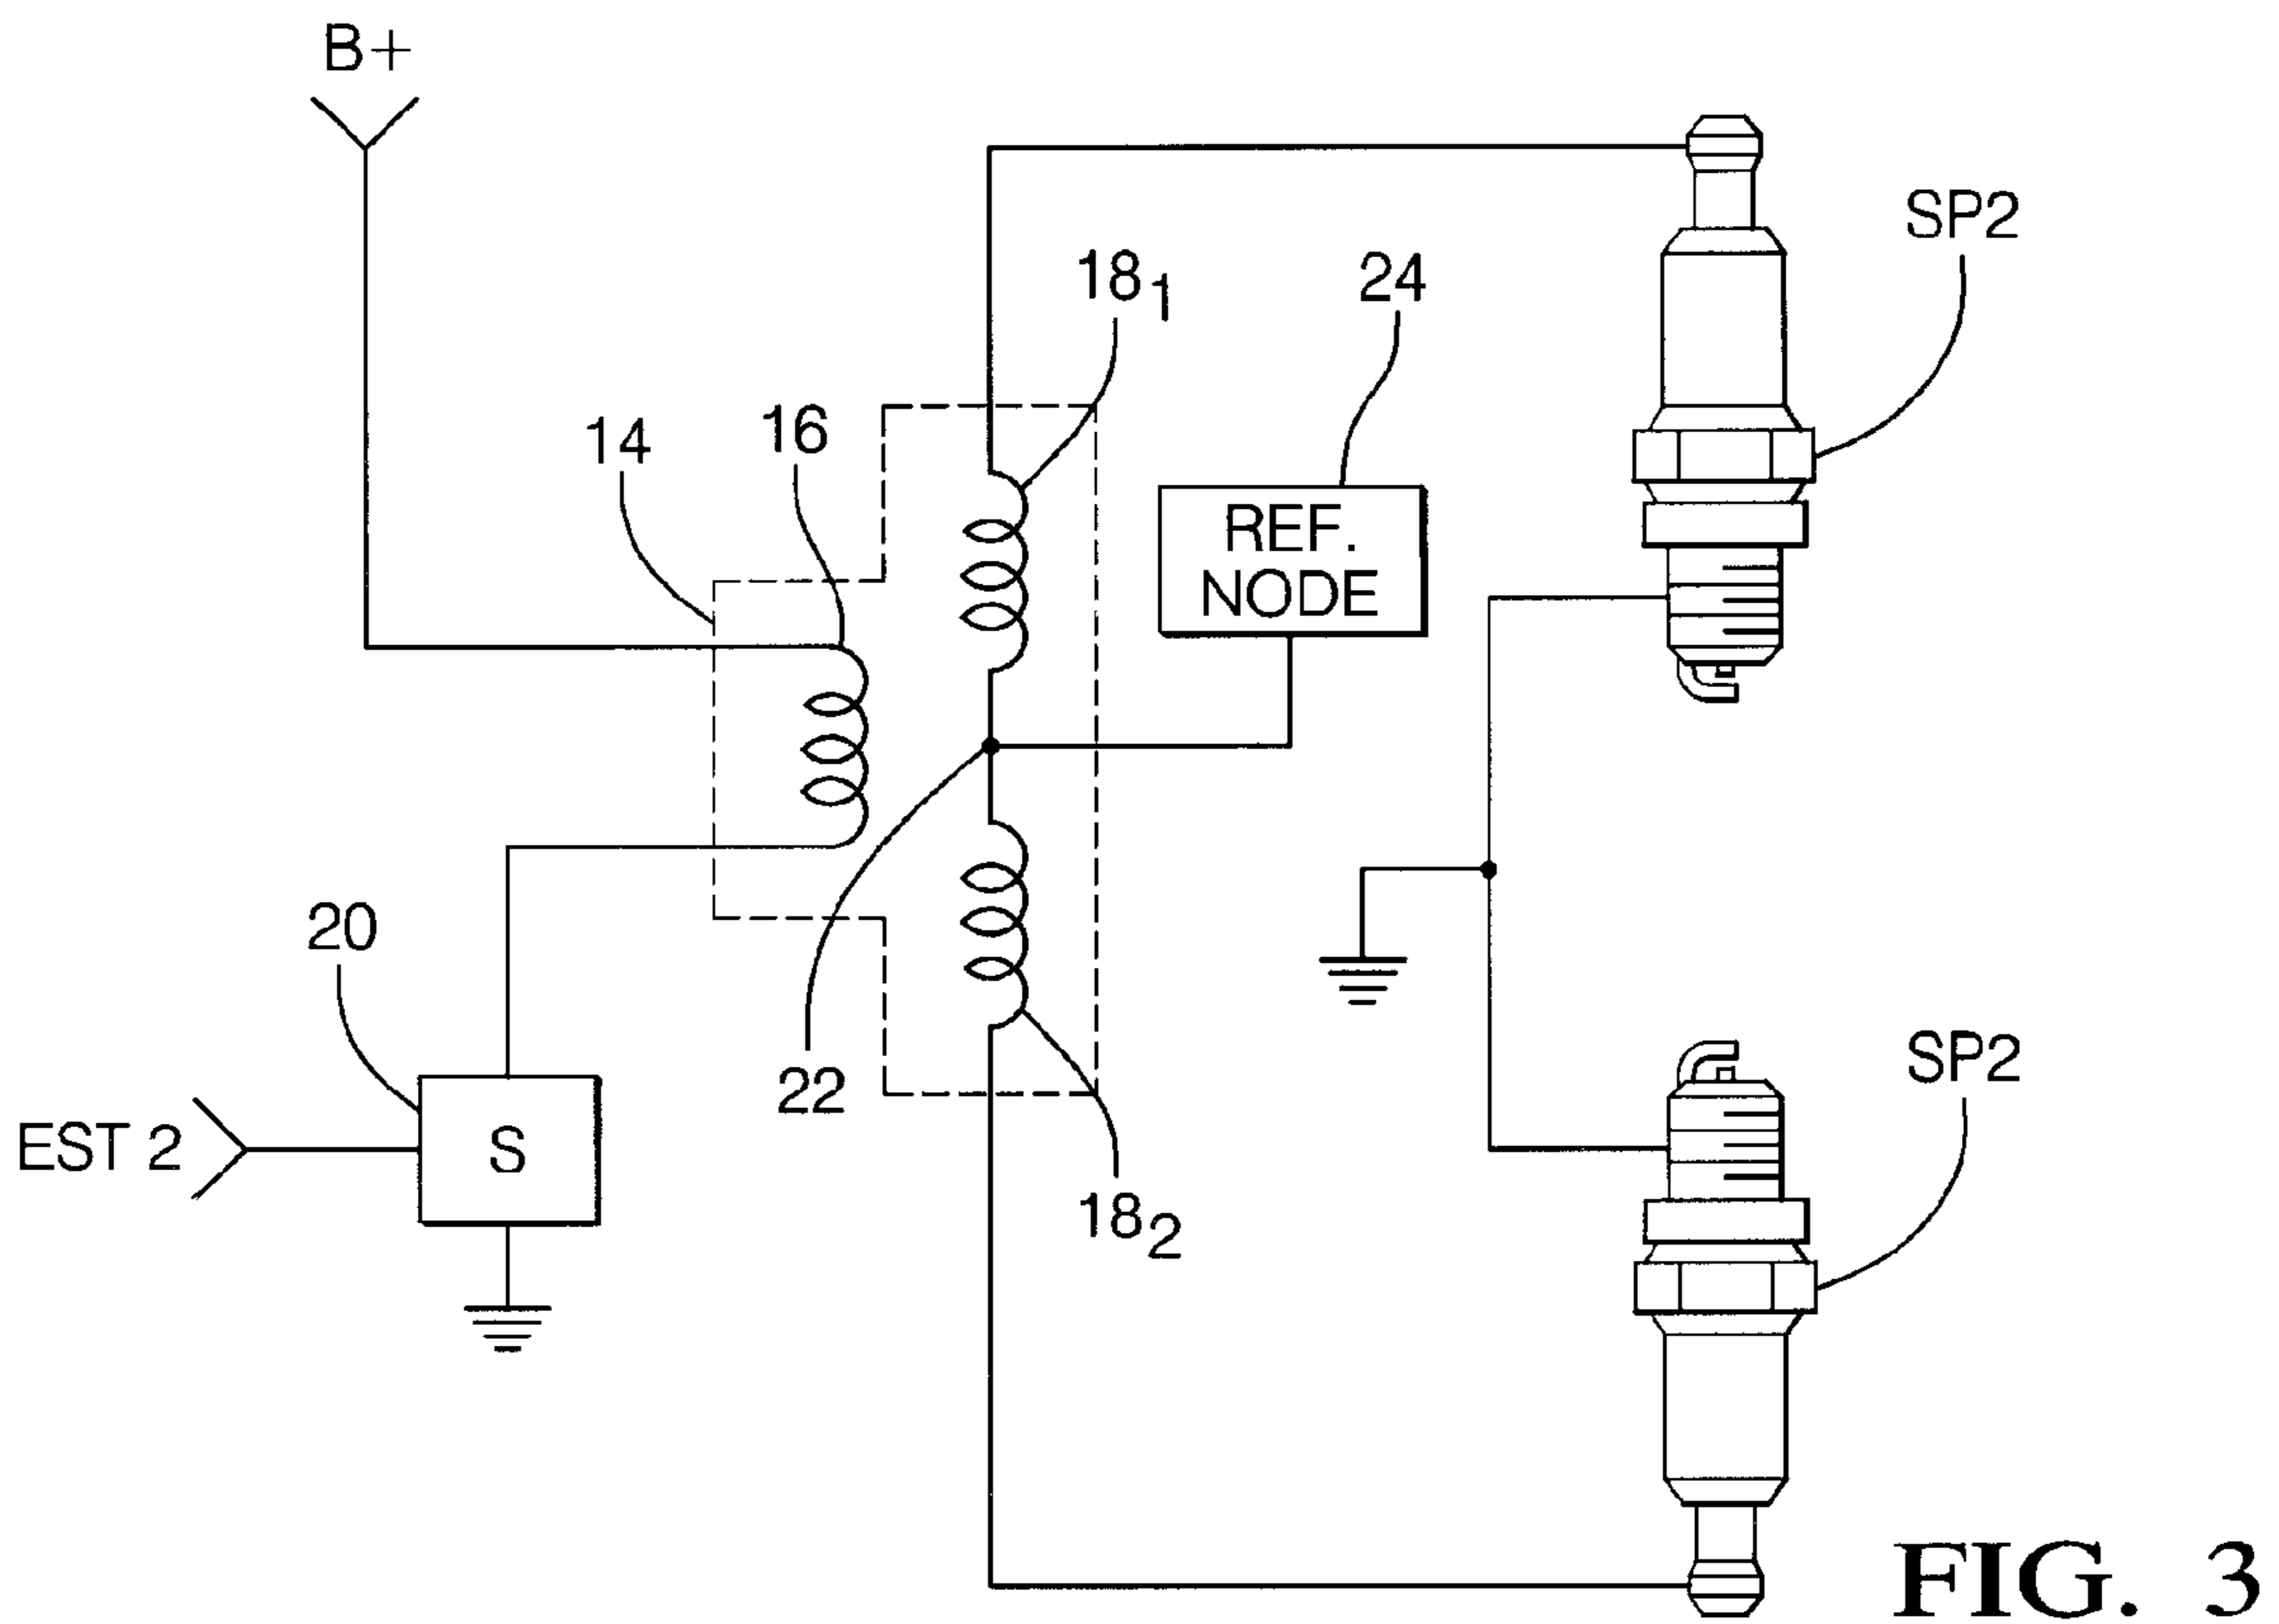 B+
SP2
18₁
24
16
14
REF.
NODE
20
22
EST 2
S
18₂
SP2
FIG. 3